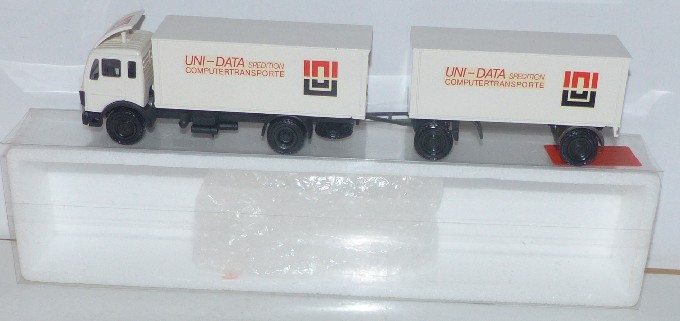 UNI-DATA SPEDITION
COMPUTERTRANSPORTE
UNI-DATA SPEDITION
COMPUTERTRANSPORTE